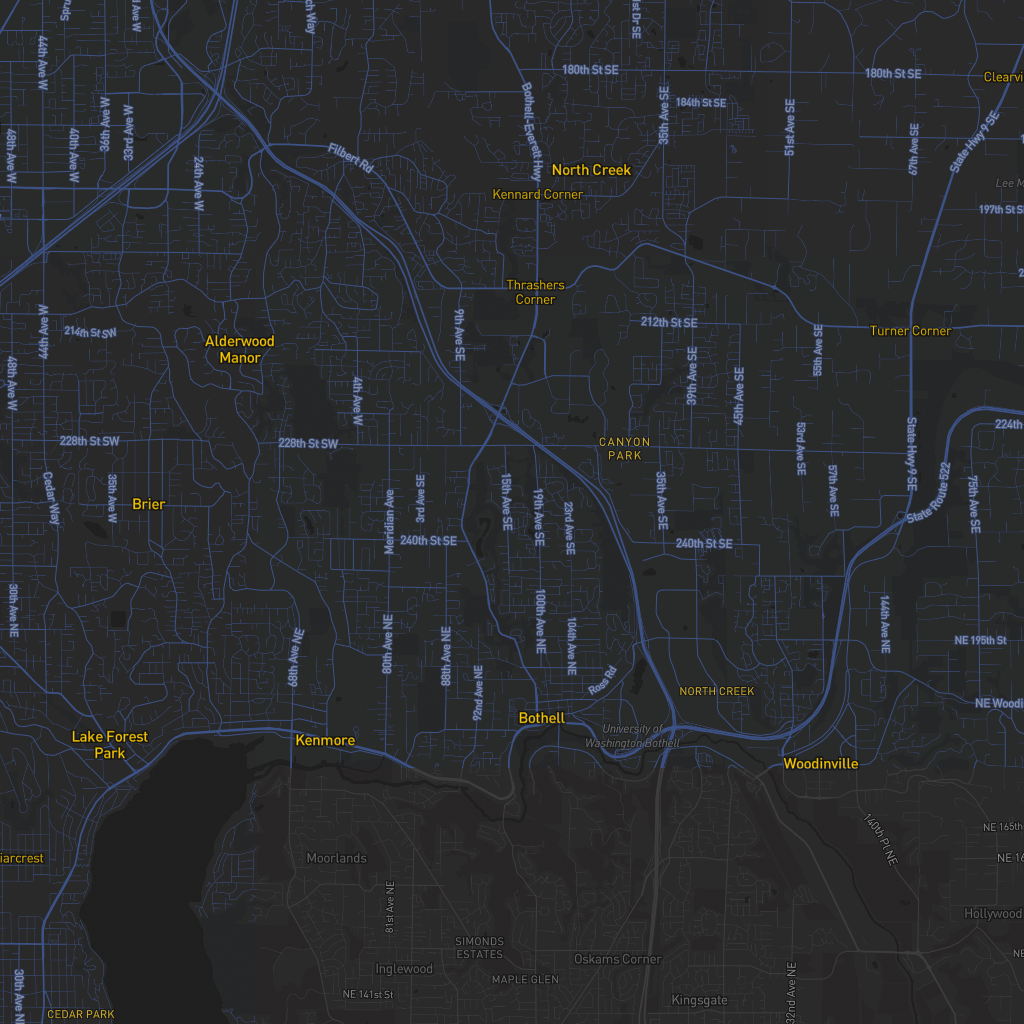 44th Ave W
180th St SE
180th St SE
184th St SE
36th Ave W
33rd Ave W
48th Ave W
40th Ave W
24th Ave W
Filbert Rd
Bothell-Everett Hwy
35th Ave SE
51st Ave SE
67th Ave SE
State Hwy 9 SE
North Creek
Kennard Corner
197th St SE
Thrashers
Corner
44th Ave W
214th St SW
Alderwood
Manor
9th Ave SE
212th St SE
55th Ave SE
Turner Corner
48th Ave W
4th Ave W
39th Ave SE
45th Ave SE
228th St SW
228th St SW
CANYON
PARK
53rd Ave SE
State Hwy 9 SE
224th
Cedar Way
35th Ave W
Brier
Meridian Ave
3rd Ave SE
15th Ave SE
19th Ave SE
23rd Ave SE
35th Ave SE
57th Ave SE
State Route 522
75th Ave SE
240th St SE
240th St SE
30th Ave NE
68th Ave NE
80th Ave NE
88th Ave NE
92nd Ave NE
100th Ave NE
104th Ave NE
Ross Rd
144th Ave NE
NE 195th St
NORTH CREEK
NE Woodi
Lake Forest
Park
Kenmore
Bothell
University of
Washington Bothell
Woodinville
140th Pl NE
NE 165th
NE 16
iarcrest
Moorlands
81st Ave NE
SIMONDS
ESTATES
Inglewood
MAPLE GLEN
Oskams Corner
Hollywood
NE 141st St
Kingsgate
32nd Ave NE
30th Ave NE
CEDAR PARK